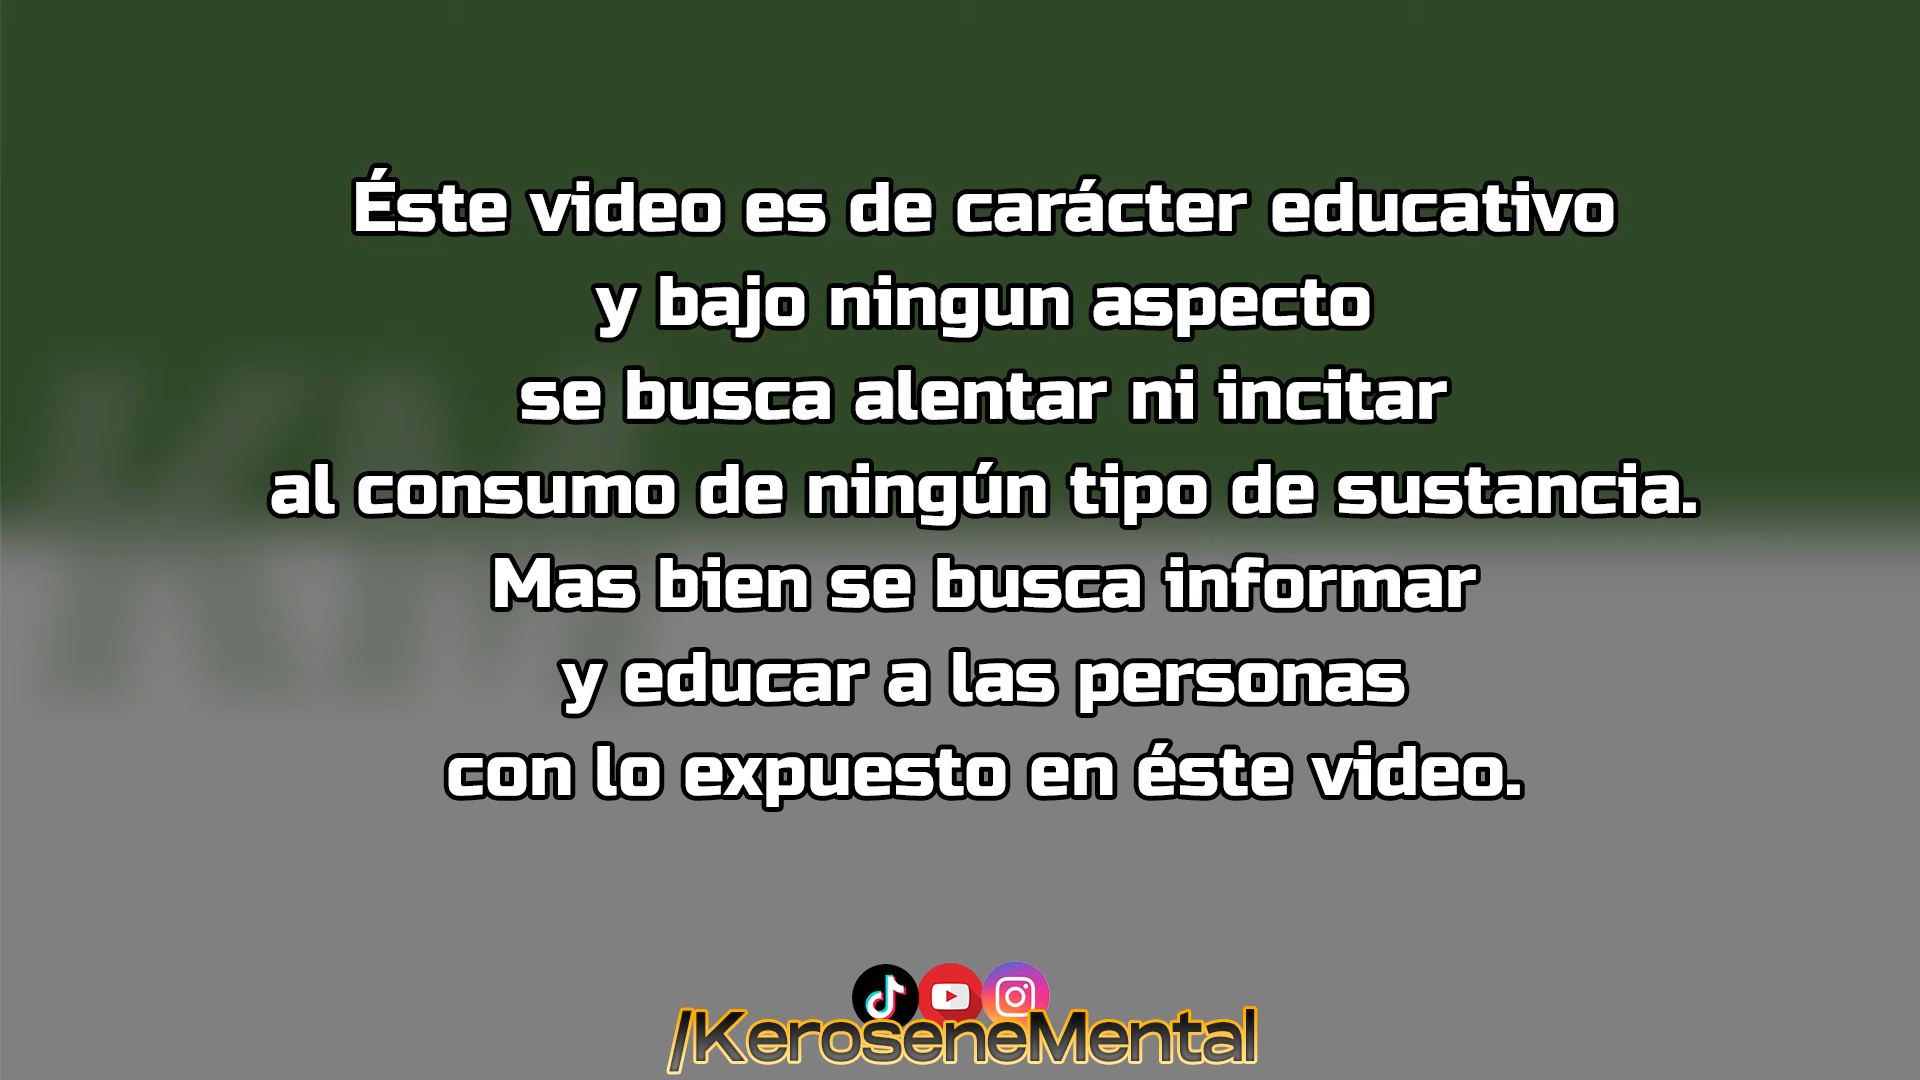 Éste video es de carácter educativo
y bajo ningun aspecto
se busca alentar ni incitar
al consumo de ningún tipo de sustancia.
Mas bien se busca informar
y educar a las personas
con lo expuesto en éste video.
KM
/KeroseneMental